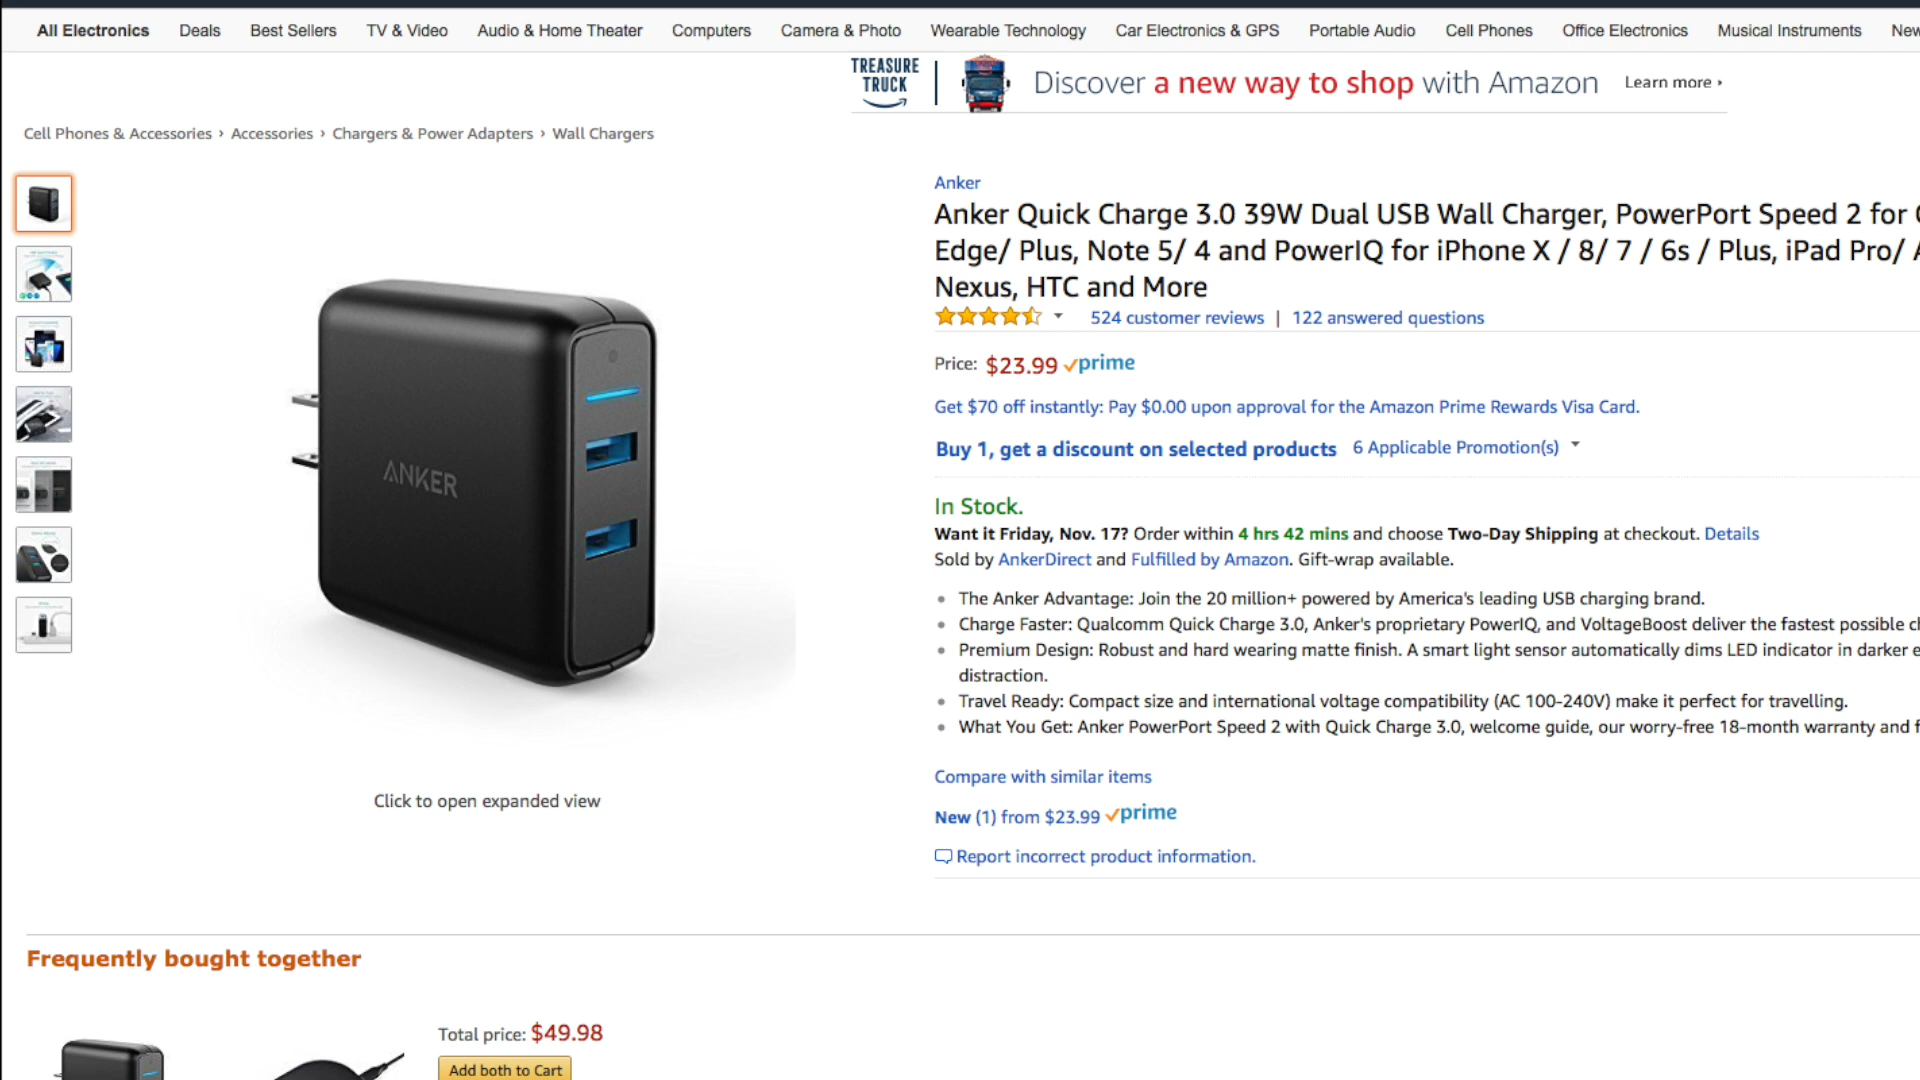 All Electronics Deals Best Sellers TV & Video Audio & Home Theater Computers Camera & Photo Wearable Technology Car Electronics & GPS Portable Audio Cell Phones Office Electronics Musical Instruments New
TREASURE
TRUCK
Discover a new way to shop with Amazon Learn more ›
Cell Phones & Accessories › Accessories › Chargers & Power Adapters › Wall Chargers
ANKER
Click to open expanded view
Anker
Anker Quick Charge 3.0 39W Dual USB Wall Charger, PowerPort Speed 2 for
Edge/ Plus, Note 5/ 4 and PowerIQ for iPhone X / 8/ 7 / 6s / Plus, iPad Pro/
Nexus, HTC and More
524 customer reviews | 122 answered questions
Price: $23.99 prime
Get $70 off instantly: Pay $0.00 upon approval for the Amazon Prime Rewards Visa Card.
Buy 1, get a discount on selected products 6 Applicable Promotion(s)
In Stock.
Want it Friday, Nov. 17? Order within 4 hrs 42 mins and choose Two-Day Shipping at checkout. Details
Sold by AnkerDirect and Fulfilled by Amazon. Gift-wrap available.
• The Anker Advantage: Join the 20 million+ powered by America's leading USB charging brand.
• Charge Faster: Qualcomm Quick Charge 3.0, Anker's proprietary PowerIQ, and VoltageBoost deliver the fastest possible
• Premium Design: Robust and hard wearing matte finish. A smart light sensor automatically dims LED indicator in darker
distraction.
• Travel Ready: Compact size and international voltage compatibility (AC 100-240V) make it perfect for travelling.
• What You Get: Anker PowerPort Speed 2 with Quick Charge 3.0, welcome guide, our worry-free 18-month warranty and
Compare with similar items
New (1) from $23.99 prime
Report incorrect product information.
Frequently bought together
Total price: $49.98
Add both to Cart